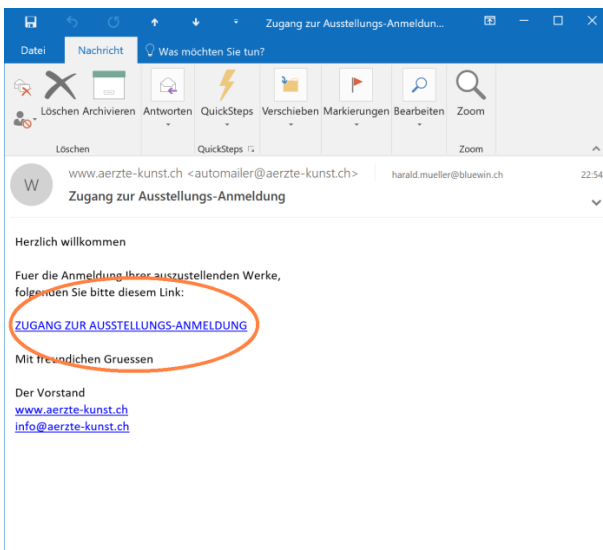 Zugang zur Ausstellungs-Anmeldun...
Datei Nachricht Was möchten Sie tun?
Löschen Archivieren Antworten QuickSteps Verschieben Markierungen Bearbeiten Zoom
Löschen QuickSteps Zoom
W
www.aerzte-kunst.ch <automailer@aerzte-kunst.ch> harald.mueller@bluewin.ch 22:54
Zugang zur Ausstellungs-Anmeldung
Herzlich willkommen
Fuer die Anmeldung Ihrer auszustellenden Werke,
folgenden Sie bitte diesem Link:
ZUGANG ZUR AUSSTELLUNGS-ANMELDUNG
Mit freundichen Gruessen
Der Vorstand
www.aerzte-kunst.ch
info@aerzte-kunst.ch